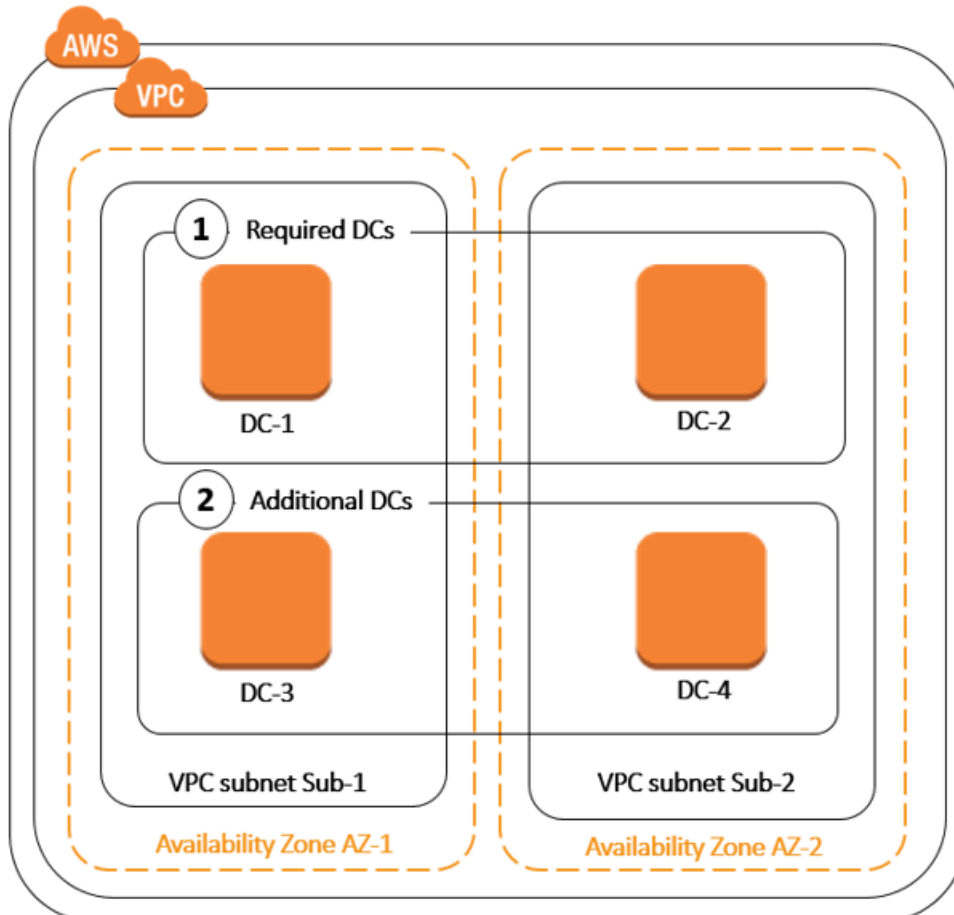 AWS
VPC
1 Required DCs
DC-1
DC-2
2 Additional DCs
DC-3
DC-4
VPC subnet Sub-1
VPC subnet Sub-2
Availability Zone AZ-1
Availability Zone AZ-2